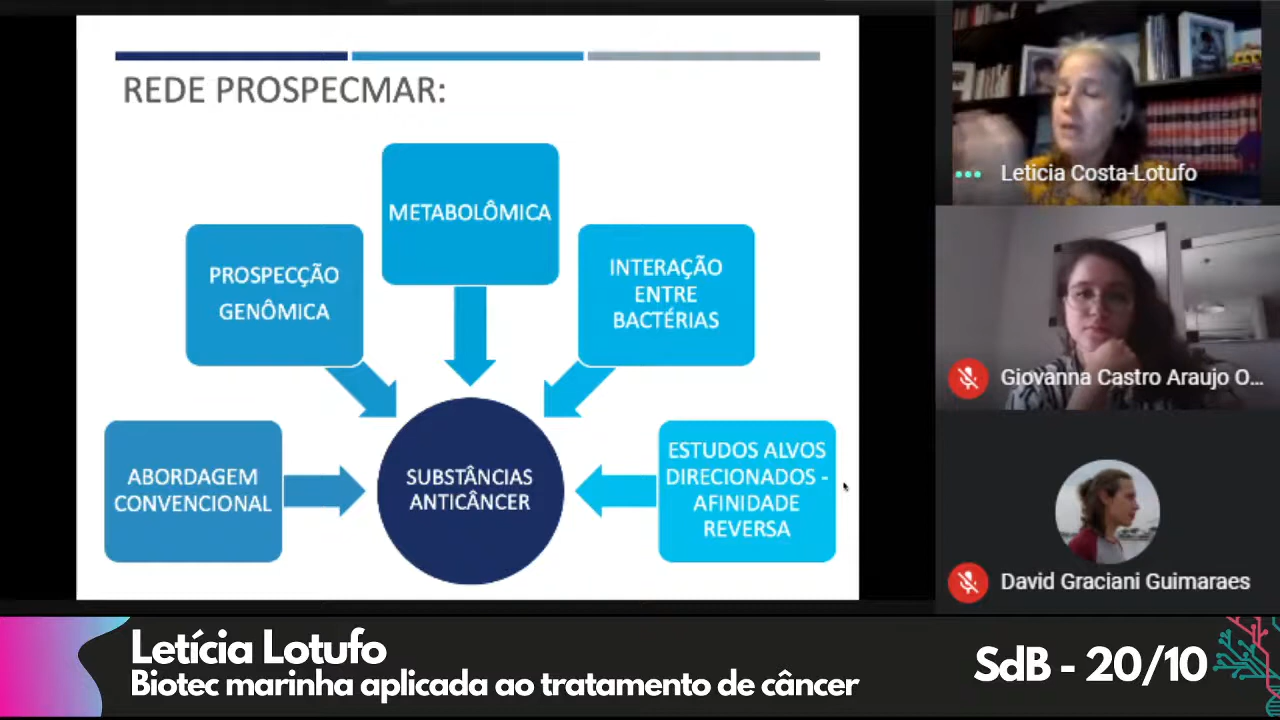 REDE PROSPECMAR:
METABOLÔMICA
PROSPECÇÃO
GENÔMICA
INTERAÇÃO
ENTRE
BACTÉRIAS
ABORDAGEM
CONVENCIONAL
SUBSTÂNCIAS
ANTICÂNCER
ESTUDOS ALVOS
DIRECIONADOS -
AFINIDADE
REVERSA
Leticia Costa-Lotufo
Giovanna Castro Araujo O...
David Graciani Guimaraes
Letícia Lotufo
Biotec marinha aplicada ao tratamento de câncer
SdB - 20/10